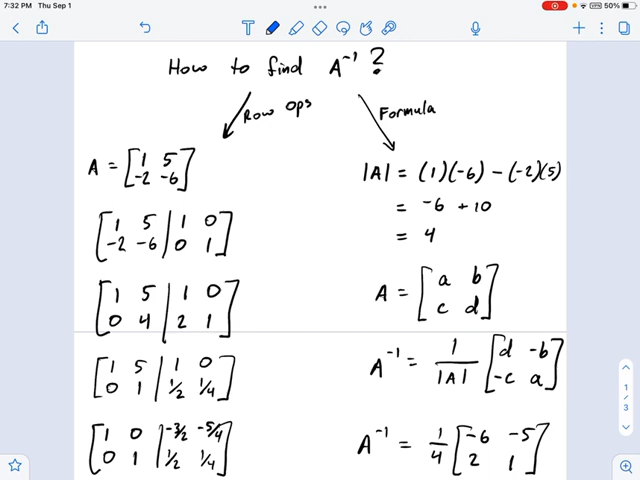 7:32 PM Thu Sep 1
VPN 50%
How to find A⁻¹ ?
Row ops
A = [1 5; -2 -6]
[1 5 | 1 0; -2 -6 | 0 1]
[1 5 | 1 0; 0 4 | 2 1]
[1 5 | 1 0; 0 1 | 1/2 1/4]
[1 0 | -3/2 -5/4; 0 1 | 1/2 1/4]
Formula
|A| = (1)(-6) - (-2)(5)
= -6 + 10
= 4
A = [a b; c d]
A⁻¹ = 1/|A| [d -b; -c a]
A⁻¹ = 1/4 [-6 -5; 2 1]
1
/
3